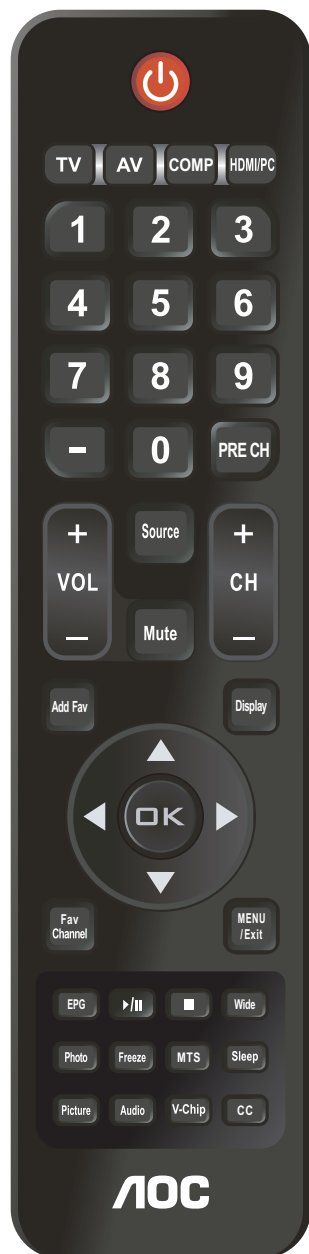 TV AV COMP HDMI/PC
1 2 3
4 5 6
7 8 9
- 0 PRE CH
+ Source +
VOL CH
- Mute -
Add Fav Display
OK
Fav
Channel
MENU
/Exit
EPG Wide
Photo Freeze MTS Sleep
Picture Audio V-Chip CC
AOC